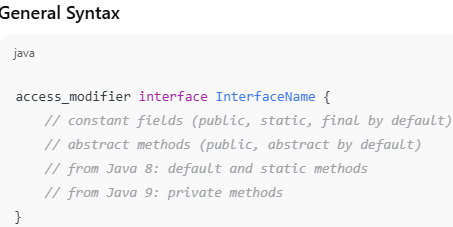 General Syntax
java
access_modifier interface InterfaceName {
// constant fields (public, static, final by default)
// abstract methods (public, abstract by default)
// from Java 8: default and static methods
// from Java 9: private methods
}